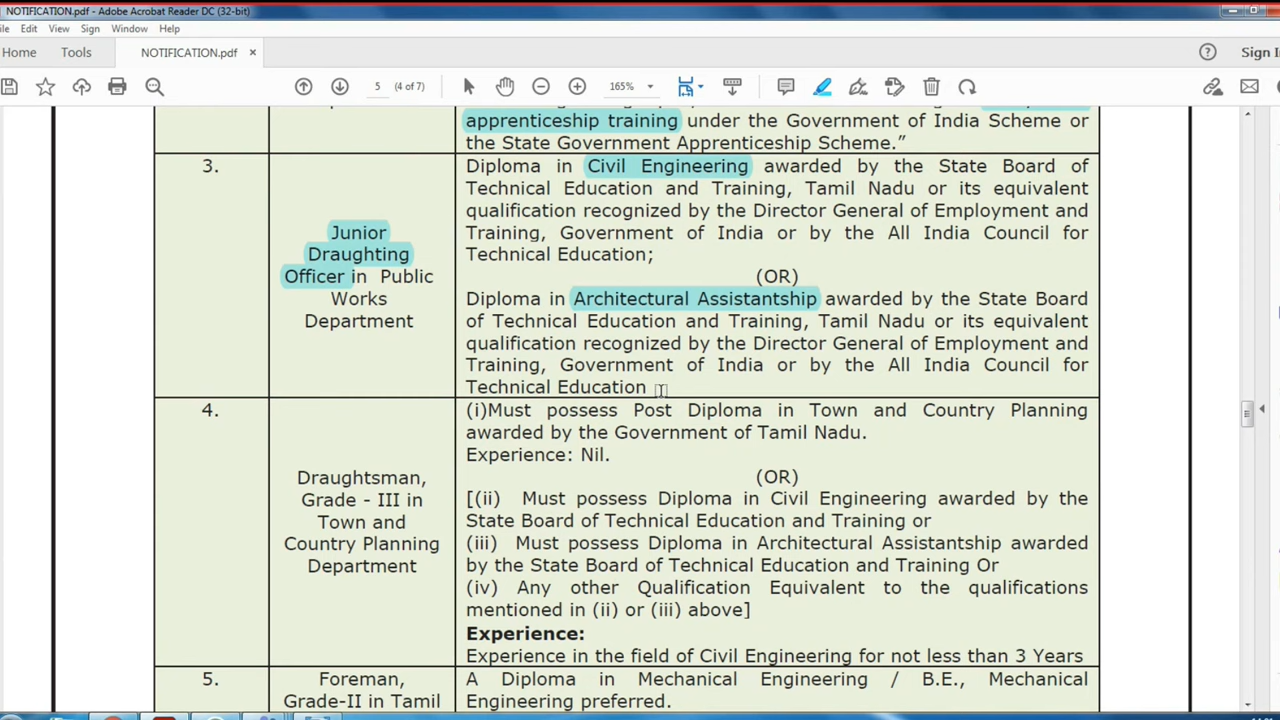 NOTIFICATION.pdf - Adobe Acrobat Reader DC (32-bit)
Edit View Sign Window Help
Home Tools NOTIFICATION.pdf × ? Sign
5 (4 of 7) 165%
apprenticeship training under the Government of India Scheme or
the State Government Apprenticeship Scheme.”
3.
Junior
Draughting
Officer in Public
Works
Department
Diploma in Civil Engineering awarded by the State Board of
Technical Education and Training, Tamil Nadu or its equivalent
qualification recognized by the Director General of Employment and
Training, Government of India or by the All India Council for
Technical Education;
(OR)
Diploma in Architectural Assistantship awarded by the State Board
of Technical Education and Training, Tamil Nadu or its equivalent
qualification recognized by the Director General of Employment and
Training, Government of India or by the All India Council for
Technical Education
4.
Draughtsman,
Grade - III in
Town and
Country Planning
Department
(i)Must possess Post Diploma in Town and Country Planning
awarded by the Government of Tamil Nadu.
Experience: Nil.
(OR)
[(ii) Must possess Diploma in Civil Engineering awarded by the
State Board of Technical Education and Training or
(iii) Must possess Diploma in Architectural Assistantship awarded
by the State Board of Technical Education and Training Or
(iv) Any other Qualification Equivalent to the qualifications
mentioned in (ii) or (iii) above]
Experience:
Experience in the field of Civil Engineering for not less than 3 Years
5.
Foreman,
Grade-II in Tamil
A Diploma in Mechanical Engineering / B.E., Mechanical
Engineering preferred.